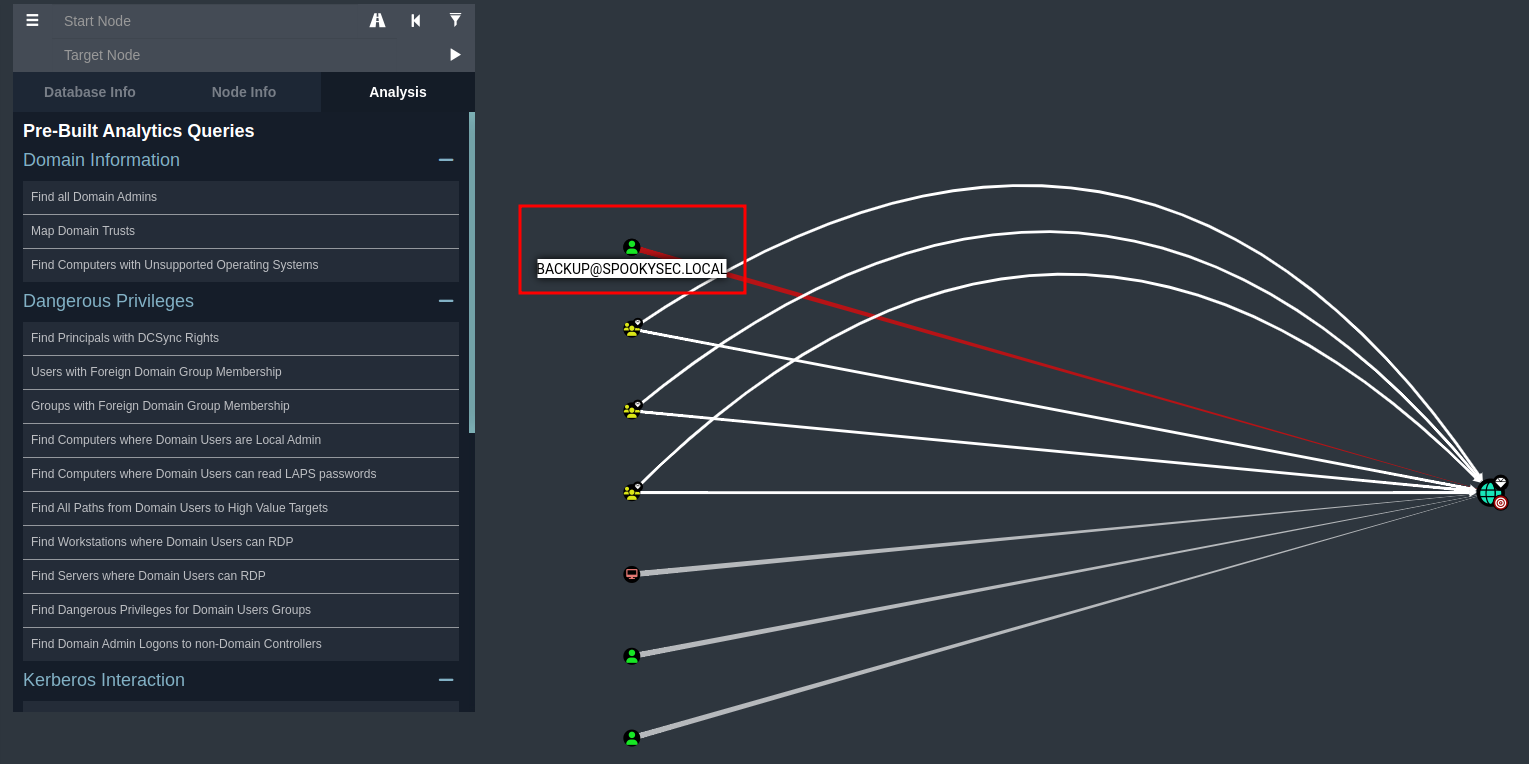 Start Node
Target Node
Database Info
Node Info
Analysis
Pre-Built Analytics Queries
Domain Information
Find all Domain Admins
Map Domain Trusts
Find Computers with Unsupported Operating Systems
Dangerous Privileges
Find Principals with DCSync Rights
Users with Foreign Domain Group Membership
Groups with Foreign Domain Group Membership
Find Computers where Domain Users are Local Admin
Find Computers where Domain Users can read LAPS passwords
Find All Paths from Domain Users to High Value Targets
Find Workstations where Domain Users can RDP
Find Servers where Domain Users can RDP
Find Dangerous Privileges for Domain Users Groups
Find Domain Admin Logons to non-Domain Controllers
Kerberos Interaction
BACKUP@SPOOKYSEC.LOCAL